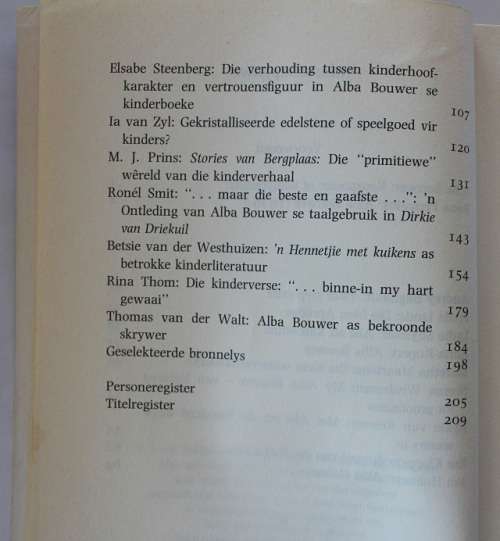 Elsabe Steenberg: Die verhouding tussen kinderhoof-
karakter en vertrouensfiguur in Alba Bouwer se
kinderboeke 107
Ia van Zyl: Gekristalliseerde edelstene of speelgoed vir
kinders? 120
M. J. Prins: Stories van Bergplaas: Die "primitiewe"
wêreld van die kinderverhaal 131
Ronél Smit: ". . . maar die beste en gaafste . . .": 'n
Ontleding van Alba Bouwer se taalgebruik in Dirkie
van Driekuil 143
Betsie van der Westhuizen: 'n Hennetjie met kuikens as
betrokke kinderliteratuur 154
Rina Thom: Die kinderverse: ". . . binne-in my hart
gewaai" 179
Thomas van der Walt: Alba Bouwer as bekroonde
skrywer 184
Geselekteerde bronnelys 198
Personeregister 205
Titelregister 209